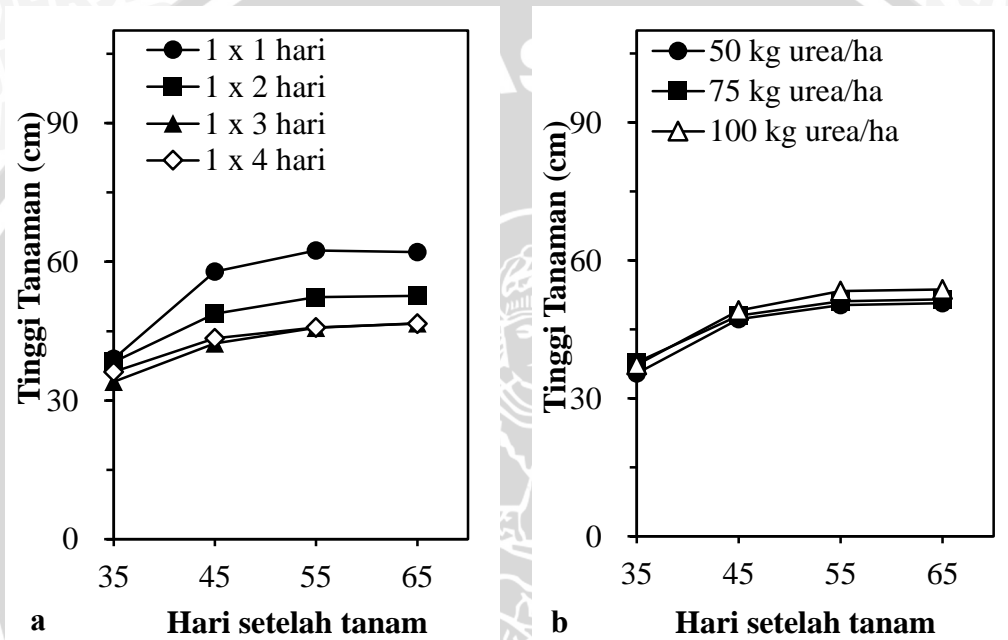 1 x 1 hari
1 x 2 hari
1 x 3 hari
1 x 4 hari
Tinggi Tanaman (cm)
90
60
30
0
35 45 55 65
a
Hari setelah tanam
50 kg urea/ha
75 kg urea/ha
100 kg urea/ha
Tinggi Tanaman (cm)
90
60
30
0
35 45 55 65
b
Hari setelah tanam